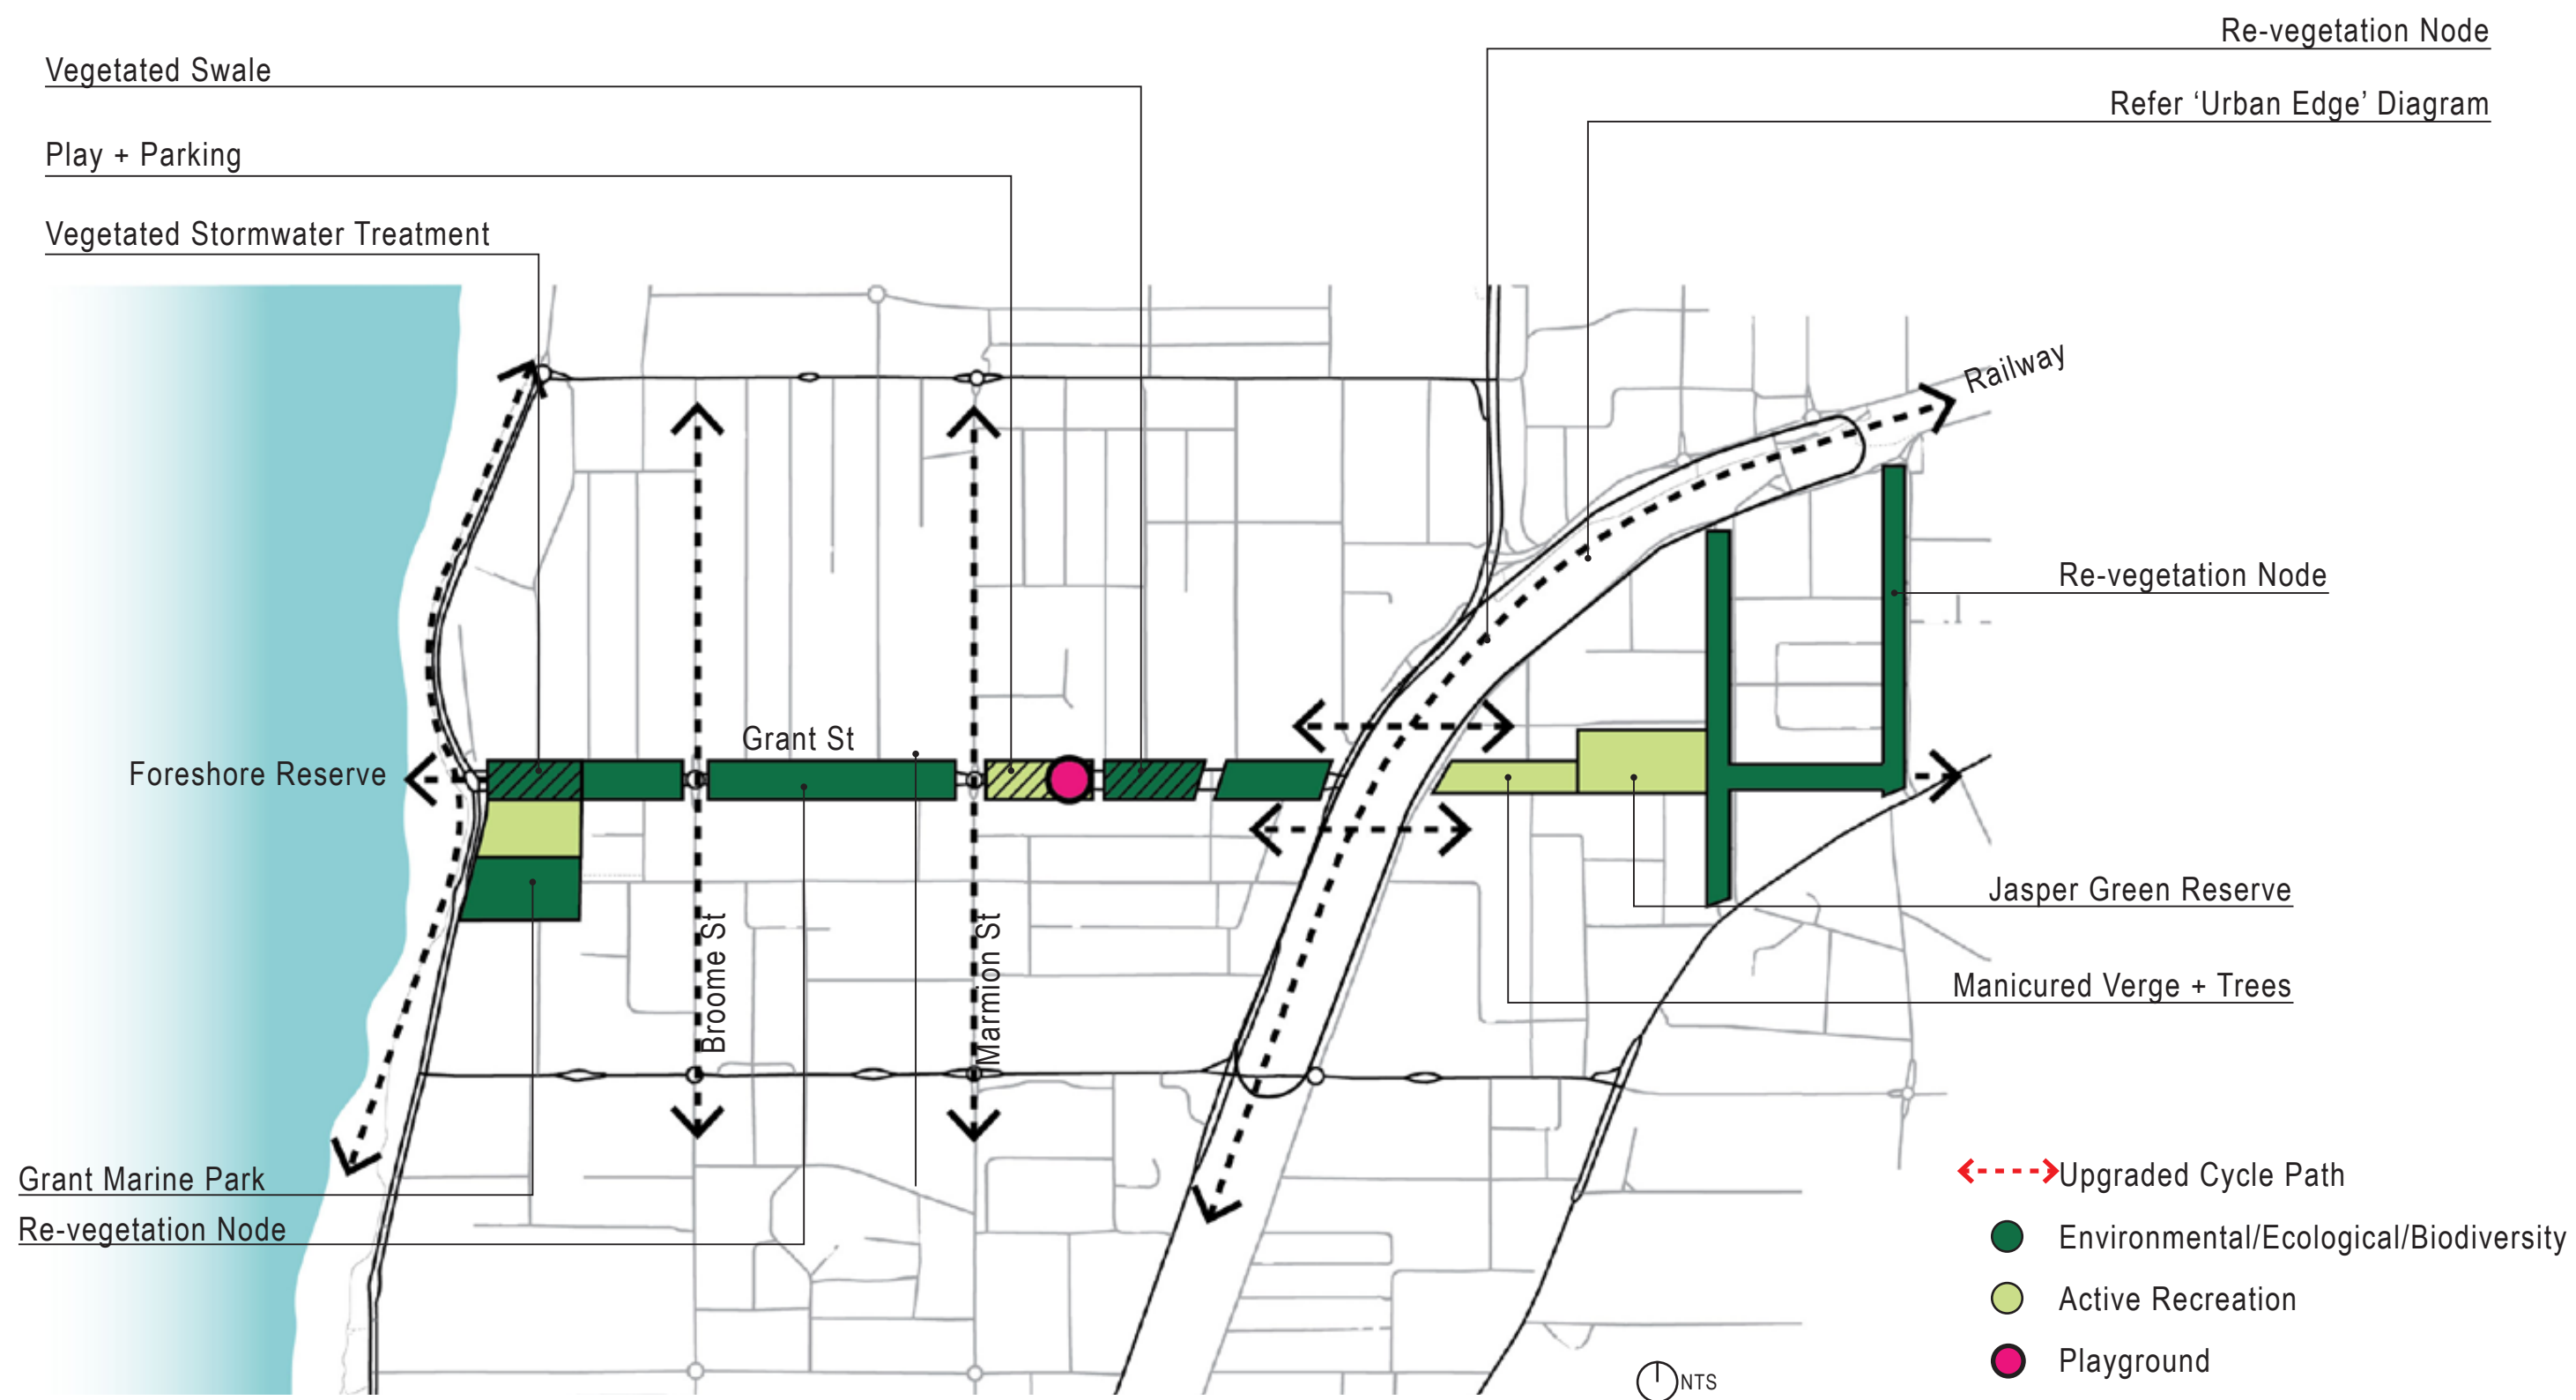 Re-vegetation Node
Vegetated Swale
Refer ‘Urban Edge’ Diagram
Play + Parking
Vegetated Stormwater Treatment
Railway
Re-vegetation Node
Grant St
Foreshore Reserve
Jasper Green Reserve
Broome St
Marmion St
Manicured Verge + Trees
Grant Marine Park
Re-vegetation Node
Upgraded Cycle Path
Environmental/Ecological/Biodiversity
Active Recreation
Playground
NTS